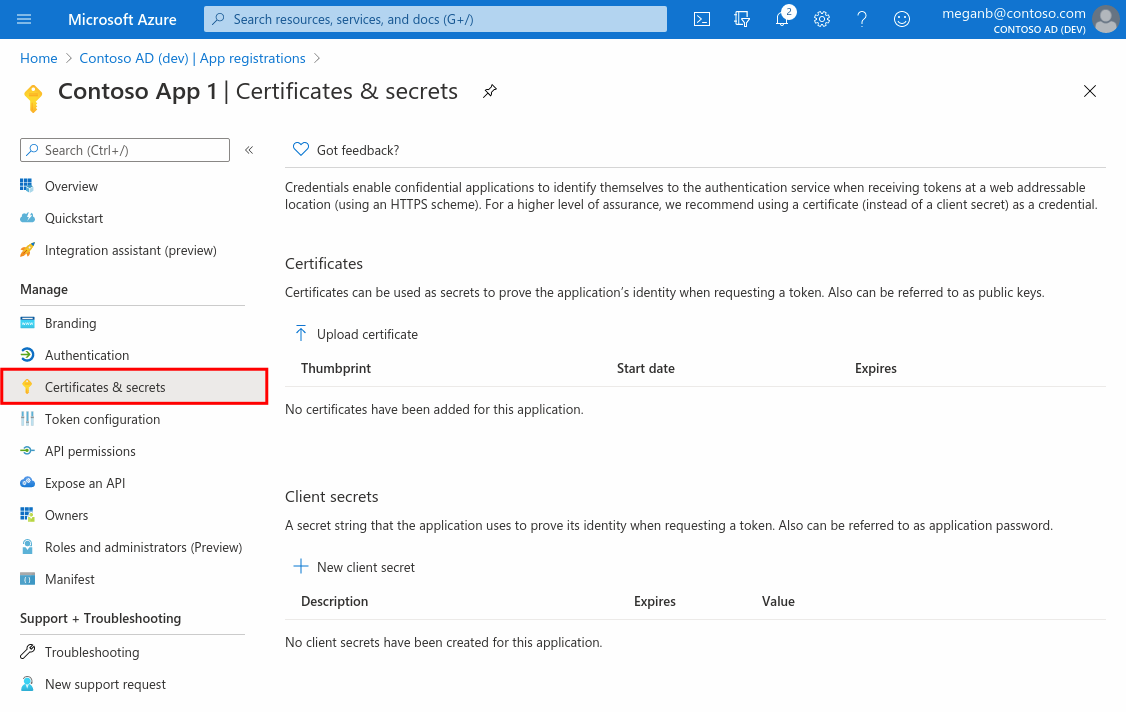 Microsoft Azure
Search resources, services, and docs (G+/)
2
meganb@contoso.com
CONTOSO AD (DEV)
Home > Contoso AD (dev) | App registrations >
Contoso App 1 | Certificates & secrets
Search (Ctrl+/)
«
Overview
Quickstart
Integration assistant (preview)
Manage
Branding
Authentication
Certificates & secrets
Token configuration
API permissions
Expose an API
Owners
Roles and administrators (Preview)
Manifest
Support + Troubleshooting
Troubleshooting
New support request
Got feedback?
Credentials enable confidential applications to identify themselves to the authentication service when receiving tokens at a web addressable
location (using an HTTPS scheme). For a higher level of assurance, we recommend using a certificate (instead of a client secret) as a credential.
Certificates
Certificates can be used as secrets to prove the application’s identity when requesting a token. Also can be referred to as public keys.
Upload certificate
Thumbprint Start date Expires
No certificates have been added for this application.
Client secrets
A secret string that the application uses to prove its identity when requesting a token. Also can be referred to as application password.
New client secret
Description Expires Value
No client secrets have been created for this application.